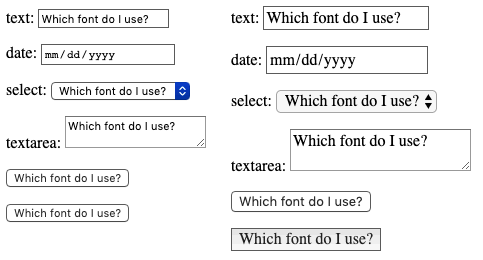 text: Which font do I use?
date: mm/dd/yyyy
select: Which font do I use?
textarea: Which font do I use?
Which font do I use?
Which font do I use?
text: Which font do I use?
date: mm/dd/yyyy
select: Which font do I use?
textarea: Which font do I use?
Which font do I use?
Which font do I use?